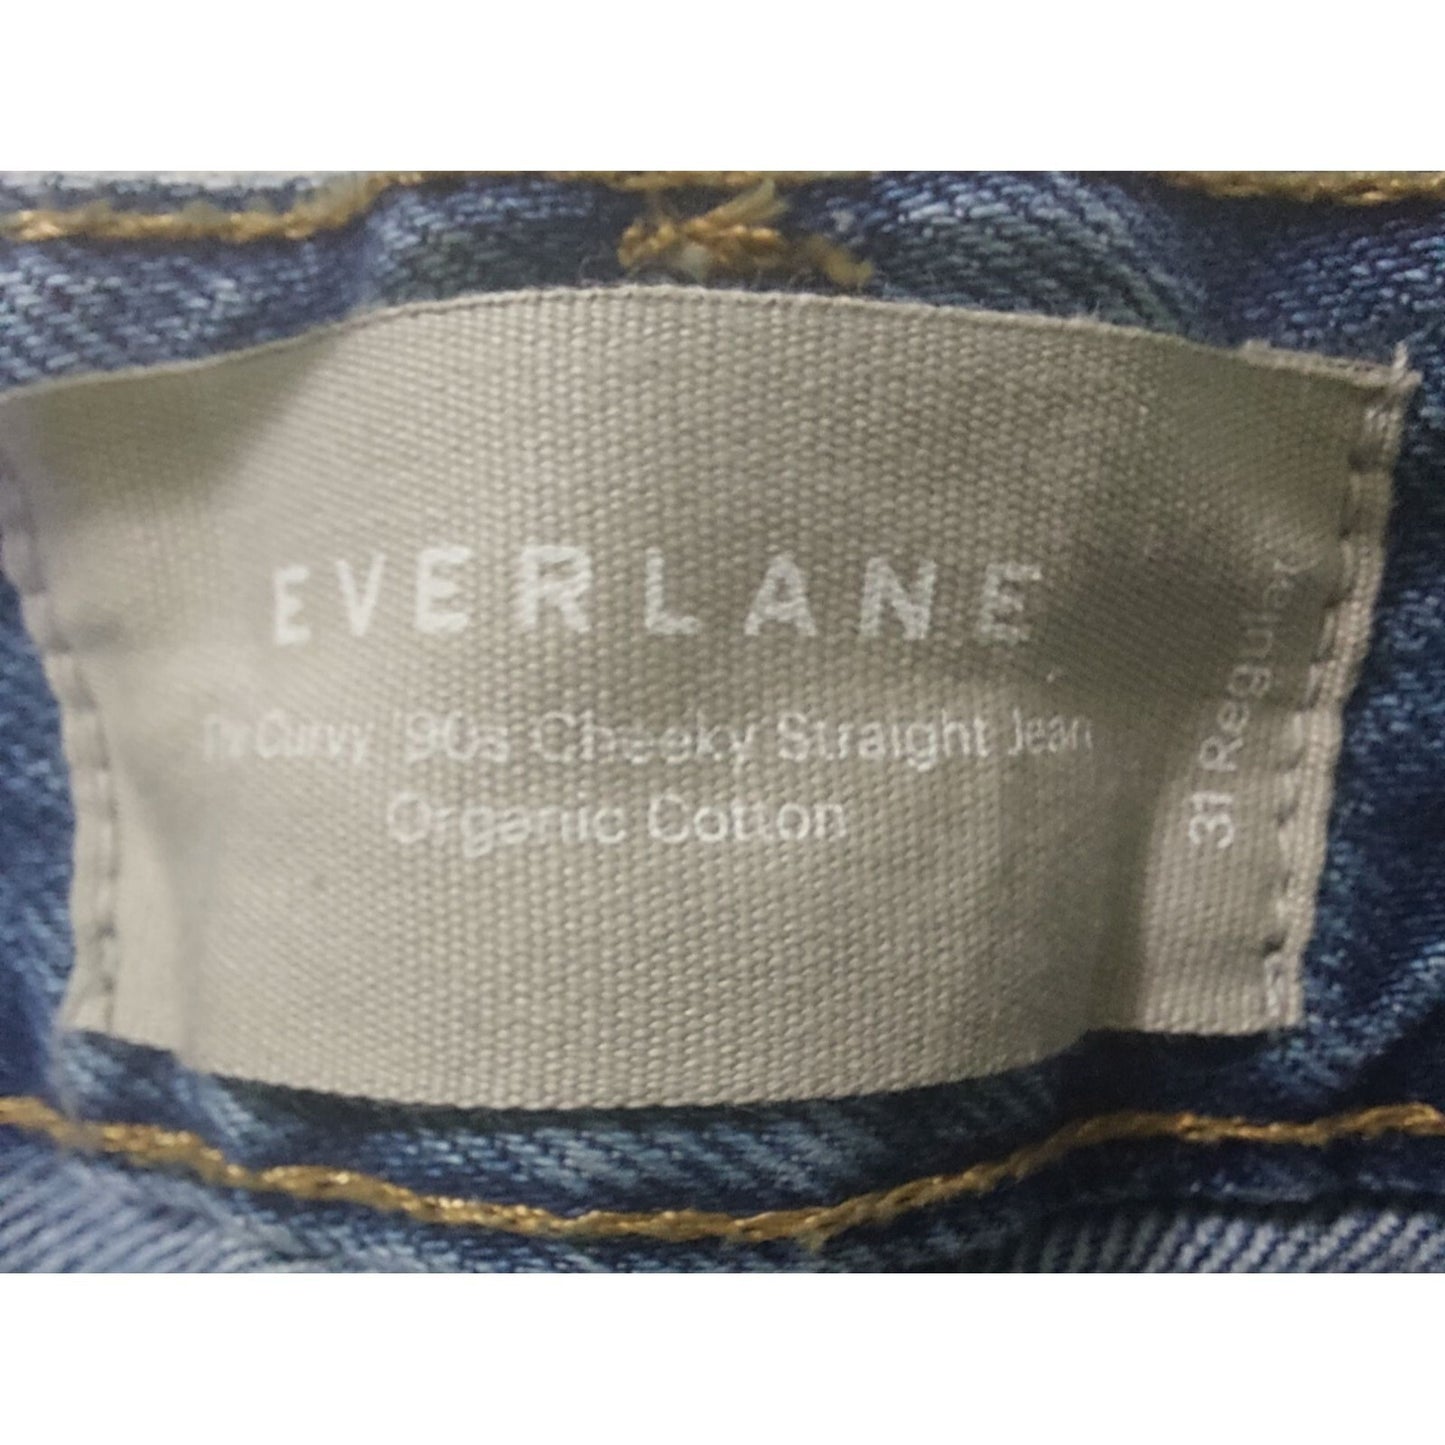 EVERLANE
The Curvy '90s Cheeky Straight Jean
Organic Cotton
31 Regular